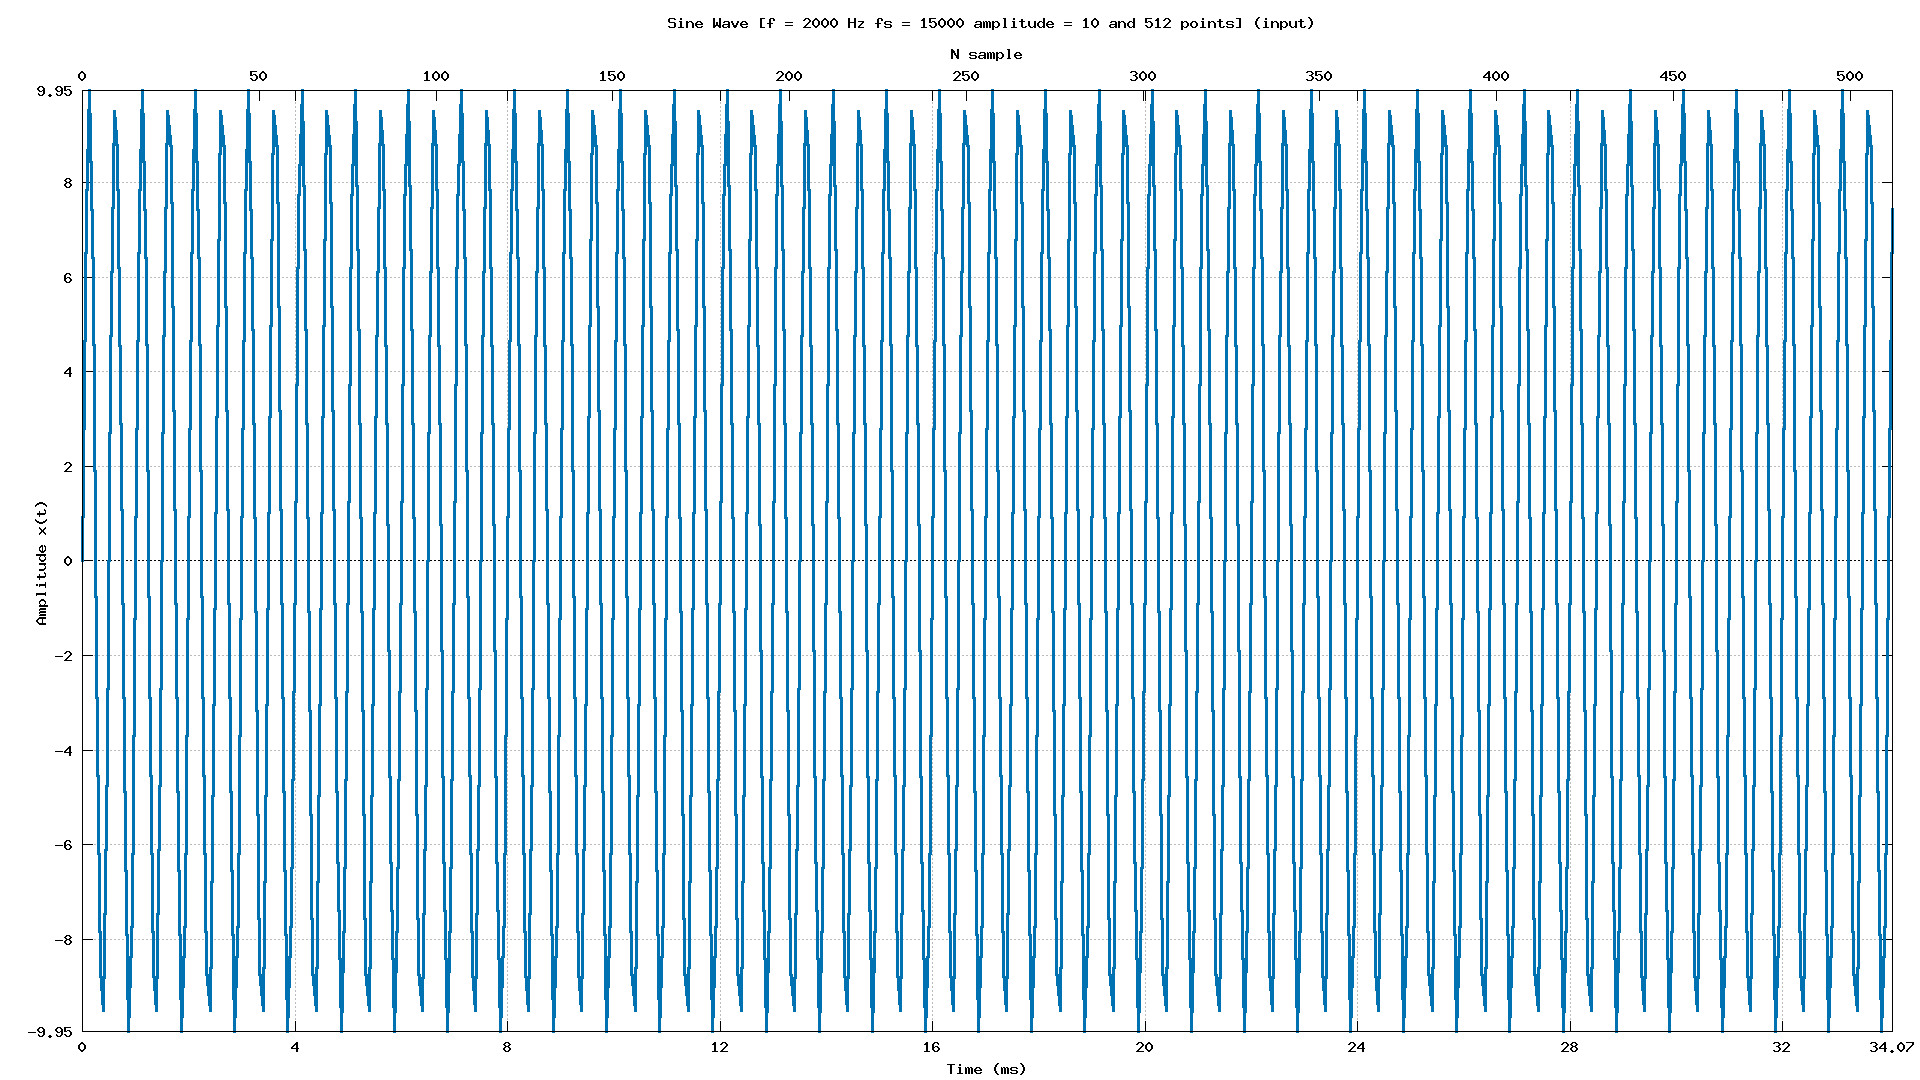 Sine Wave [f = 2000 Hz fs = 15000 amplitude = 10 and 512 points] (input)
N sample
0 50 100 150 200 250 300 350 400 450 500
9.95
8
6
4
2
0
-2
-4
-6
-8
-9.95
Amplitude x(t)
0 4 8 12 16 20 24 28 32 34.07
Time (ms)